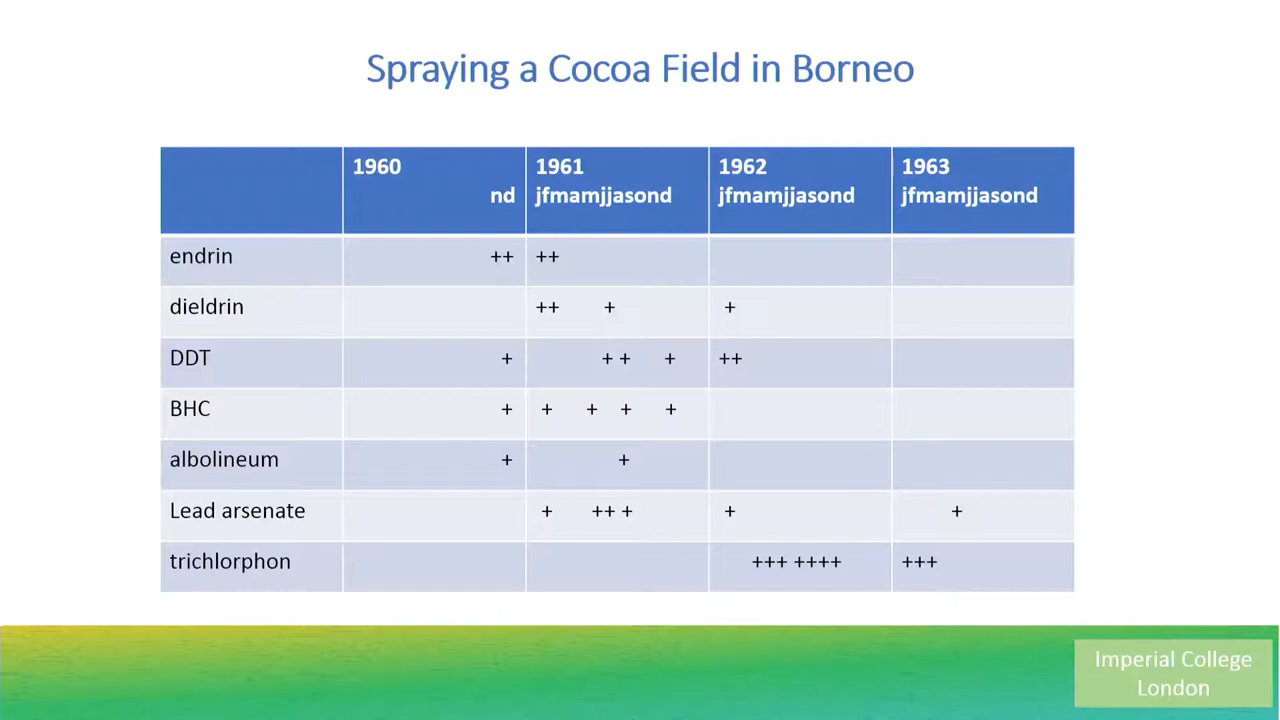 Spraying a Cocoa Field in Borneo
1960 1961 1962 1963
nd jfmamjjasond jfmamjjasond jfmamjjasond
endrin ++ ++
dieldrin ++ + +
DDT + + + + ++
BHC + + + + +
albolineum + +
Lead arsenate + ++ + + +
trichlorphon +++ ++++ +++
Imperial College
London